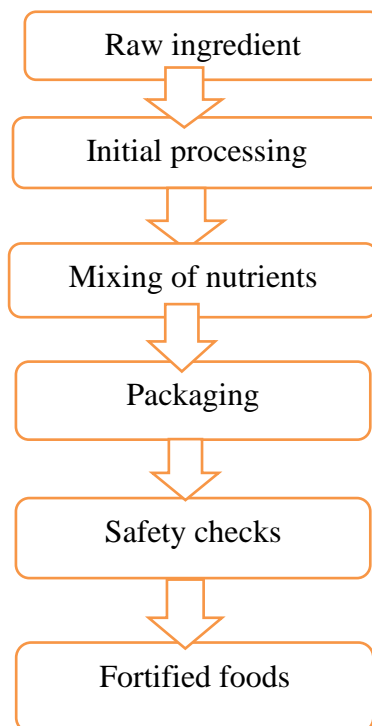 Raw ingredient
Initial processing
Mixing of nutrients
Packaging
Safety checks
Fortified foods